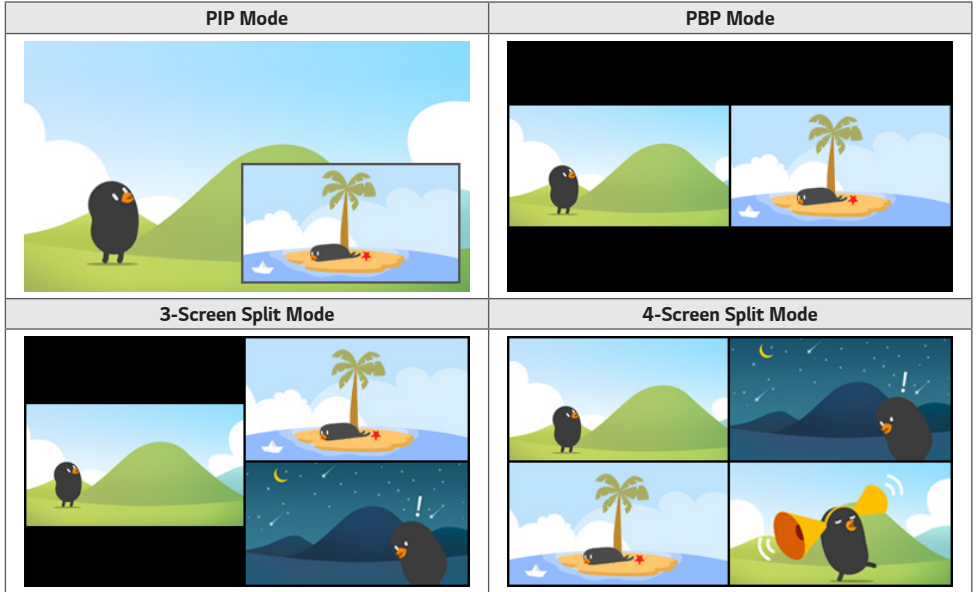 PIP Mode
PBP Mode
3-Screen Split Mode
4-Screen Split Mode
!
!